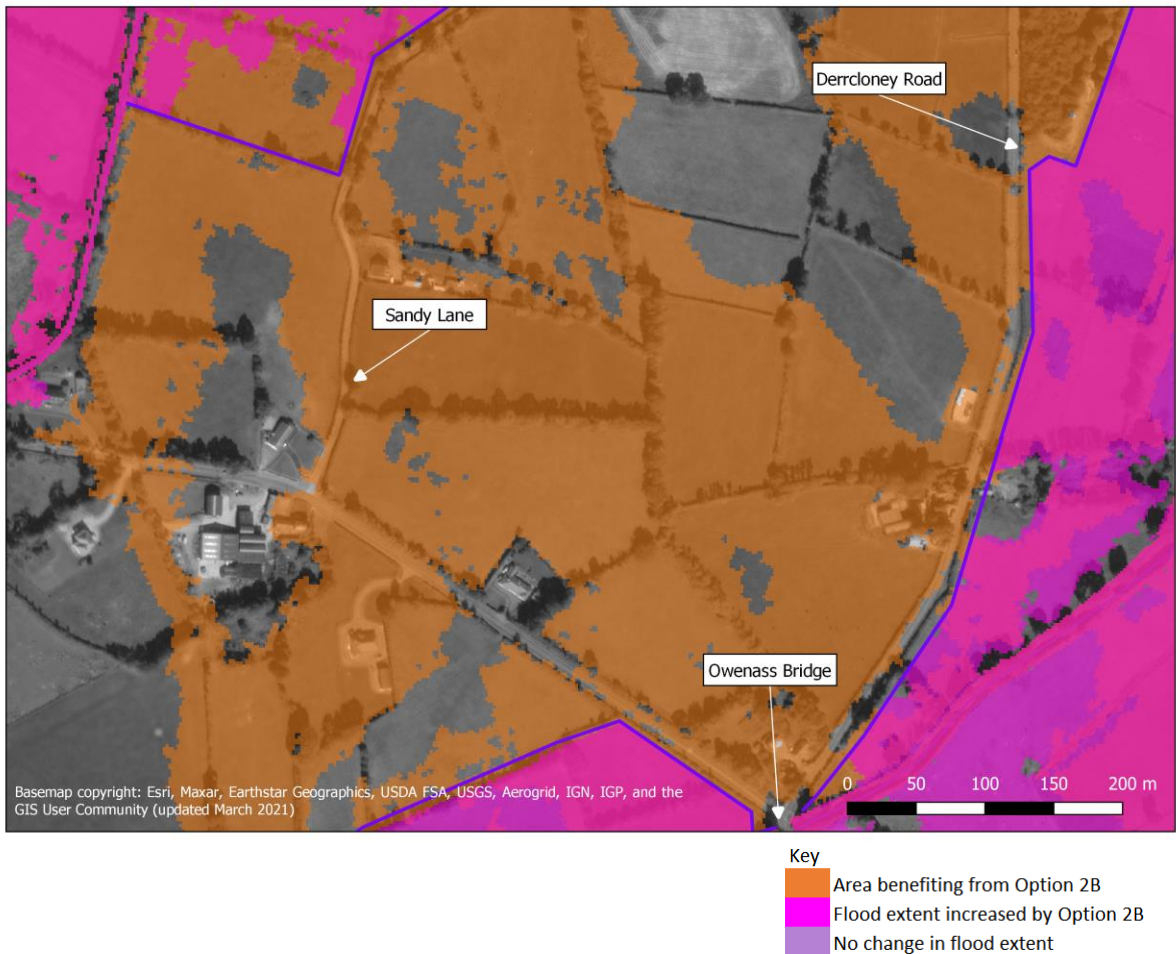 Derrcloney Road
Sandy Lane
Owenass Bridge
0 50 100 150 200 m
Basemap copyright: Esri, Maxar, Earthstar Geographics, USDA FSA, USGS, Aerogrid, IGN, IGP, and the
GIS User Community (updated March 2021)
Key
Area benefiting from Option 2B
Flood extent increased by Option 2B
No change in flood extent